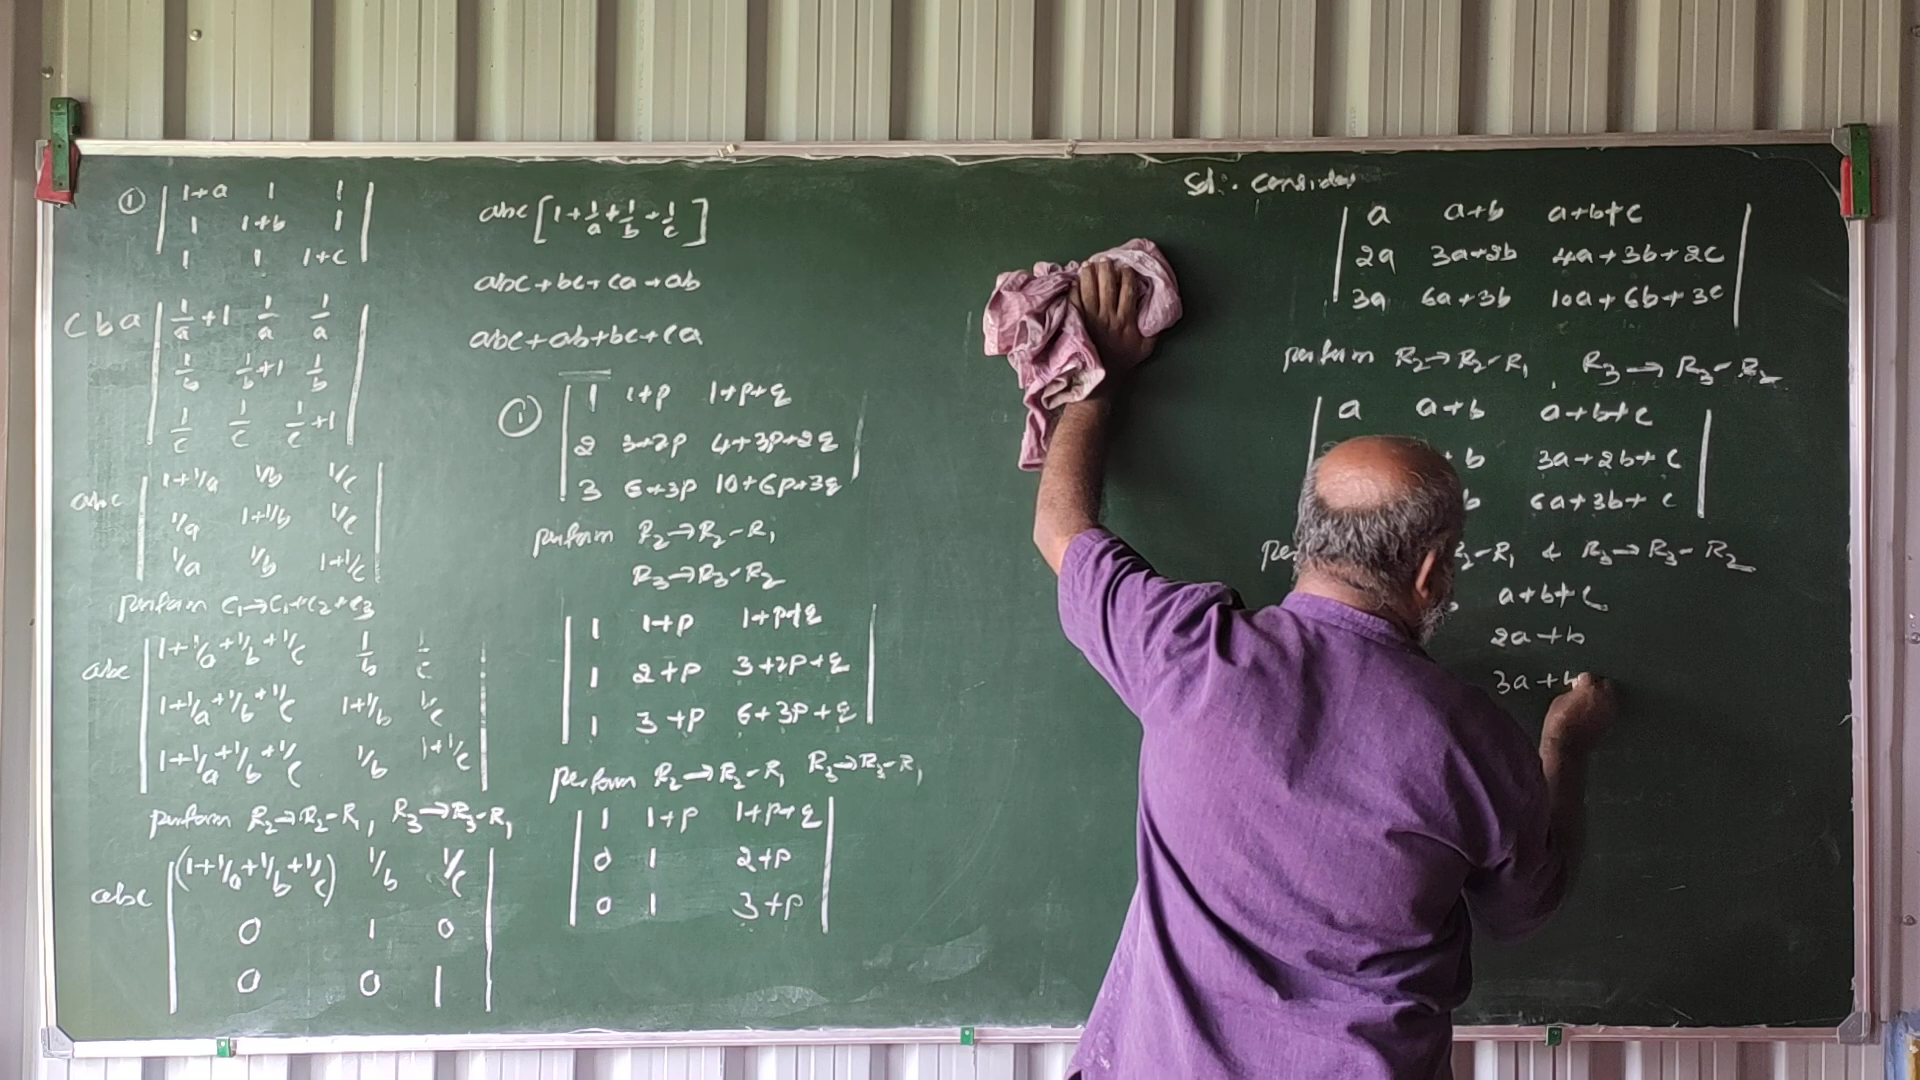 ① | 1+a 1 1 |
| 1 1+b 1 |
| 1 1 1+c |
c b a | 1/a+1 1/a 1/a |
| 1/b 1/b+1 1/b |
| 1/c 1/c 1/c+1 |
abc | 1+1/a 1/b 1/c |
| 1/a 1+1/b 1/c |
| 1/a 1/b 1+1/c |
perform C₁→C₁+C₂+C₃
abc | 1+1/a+1/b+1/c 1/b 1/c |
| 1+1/a+1/b+1/c 1+1/b 1/c |
| 1+1/a+1/b+1/c 1/b 1+1/c |
perform R₂→R₂-R₁, R₃→R₃-R₁
abc | (1+1/a+1/b+1/c) 1/b 1/c |
| 0 1 0 |
| 0 0 1 |
abc [1+1/a+1/b+1/c]
abc+bc+ca+ab
abc+ab+bc+ca
① | 1 1+p 1+p+q |
| 2 3+2p 4+3p+2q |
| 3 6+3p 10+6p+3q |
perform R₂→R₂-R₁
R₃→R₃-R₂
| 1 1+p 1+p+q |
| 1 2+p 3+2p+q |
| 1 3+p 6+3p+q |
perform R₂→R₂-R₁ R₃→R₃-R₁
| 1 1+p 1+p+q |
| 0 1 2+p |
| 0 1 3+p |
Sol:. Consider
| a a+b a+b+c |
| 2a 3a+2b 4a+3b+2c |
| 3a 6a+3b 10a+6b+3c |
perform R₂→R₂-R₁, R₃→R₃-R₂
| a a+b a+b+c |
+b 3a+2b+c |
b 6a+3b+c |
R₂-R₁ & R₃→R₃-R₂
a+b+c
2a+b
3a+b